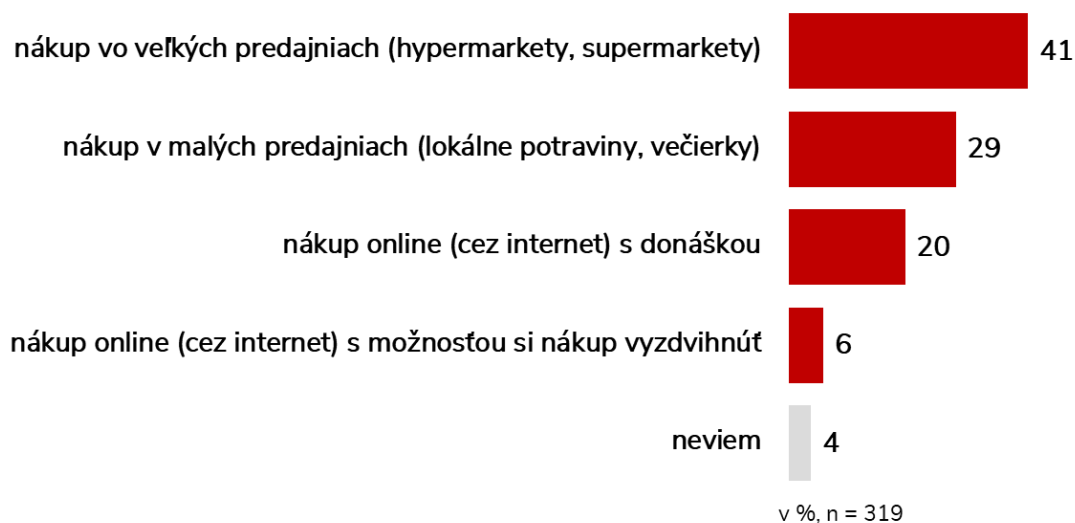 nákup vo veľkých predajniach (hypermarkety, supermarkety) 41
nákup v malých predajniach (lokálne potraviny, večierky) 29
nákup online (cez internet) s donáškou 20
nákup online (cez internet) s možnosťou si nákup vyzdvihnúť 6
neviem 4
v %, n = 319